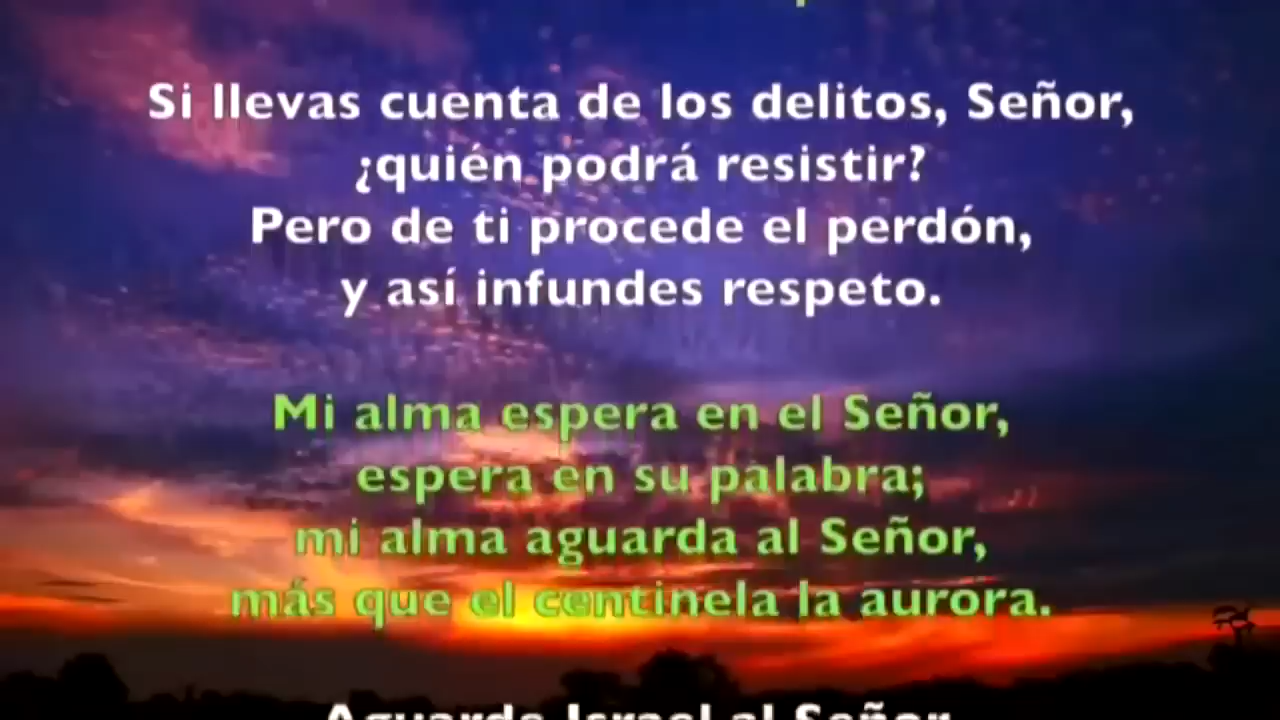 Si llevas cuenta de los delitos, Señor,
¿quién podrá resistir?
Pero de ti procede el perdón,
y así infundes respeto.
Mi alma espera en el Señor,
espera en su palabra;
mi alma aguarda al Señor,
más que el centinela la aurora.
Aguarde Israel al Señor